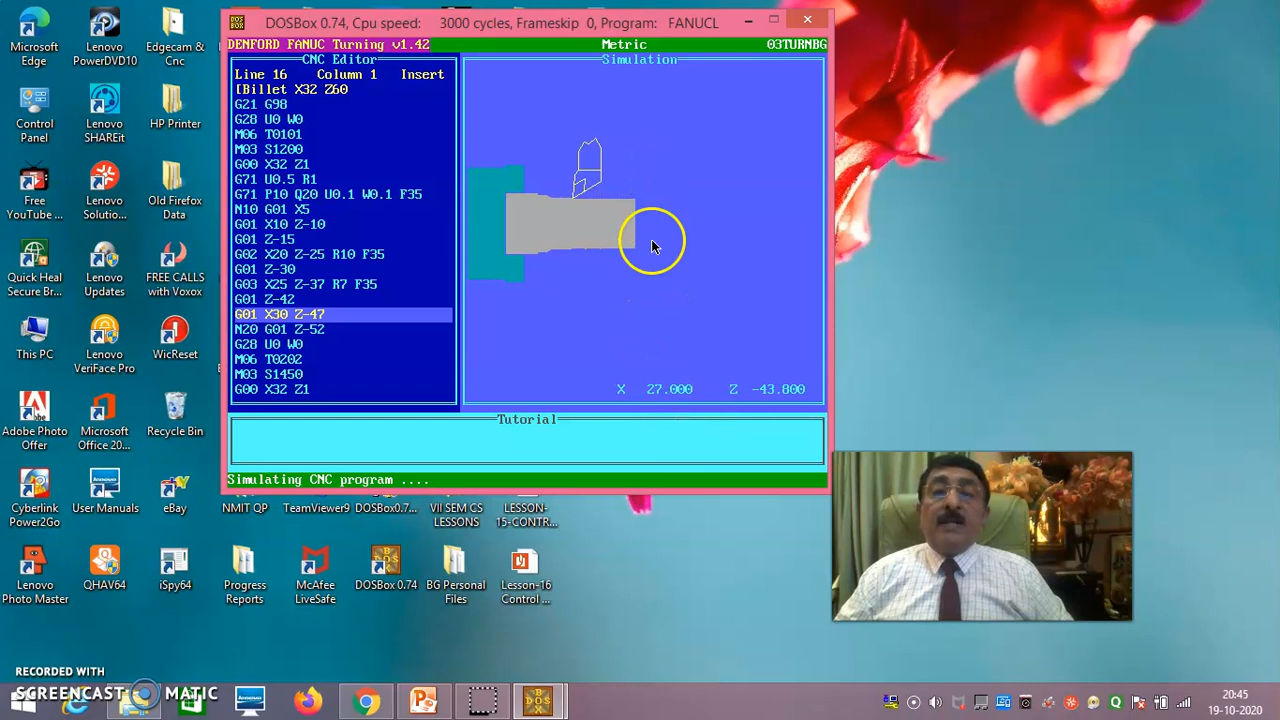 DOSBox 0.74, Cpu speed: 3000 cycles, Frameskip 0, Program: FANUCL
DENFORD FANUC Turning v1.42
Metric
03TURNBG
CNC Editor
Line 16 Column 1 Insert
[Billet X32 Z60
G21 G98
G28 U0 W0
M06 T0101
M03 S1200
G00 X32 Z1
G71 U0.5 R1
G71 P10 Q20 U0.1 W0.1 F35
N10 G01 X5
G01 X10 Z-10
G01 Z-15
G02 X20 Z-25 R10 F35
G01 Z-30
G03 X25 Z-37 R7 F35
G01 Z-42
G01 X30 Z-47
N20 G01 Z-52
G28 U0 W0
M06 T0202
M03 S1450
G00 X32 Z1
Simulation
X 27.000 Z -43.800
Tutorial
Simulating CNC program ....
Microsoft Edge
Lenovo PowerDVD10
Edgecam & Cnc
Control Panel
Lenovo SHAREit
HP Printer
Free YouTube ...
Lenovo Solutio...
Old Firefox Data
Quick Heal Secure Br...
Lenovo Updates
FREE CALLS with Voxox
This PC
Lenovo VeriFace Pro
WicReset
Adobe Photo Offer
Microsoft Office 20...
Recycle Bin
Cyberlink Power2Go
User Manuals
eBay
NMIT QP
TeamViewer9
DOSBox0.7...
VII SEM CS LESSONS
LESSON-15-CONTR...
Lenovo Photo Master
QHAV64
iSpy64
Progress Reports
McAfee LiveSafe
DOSBox 0.74
BG Personal Files
Lesson-16 Control ...
RECORDED WITH
SCREENCAST MATIC
20:45
19-10-2020